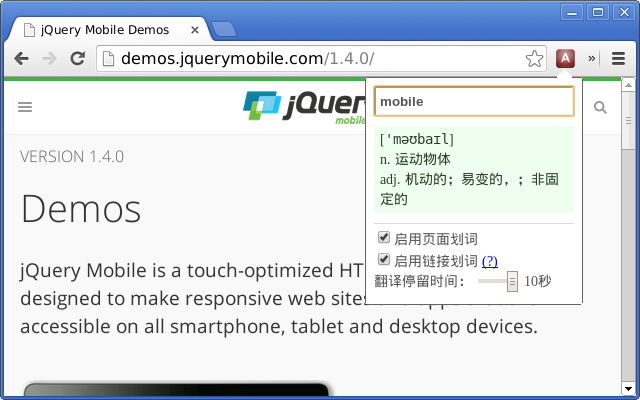 jQuery Mobile Demos
demos.jquerymobile.com/1.4.0/
A
»
jQuer
mobile
mobile
['məʊbaɪl]
n. 运动物体
adj. 机动的；易变的，；非固
定的
启用页面划词
启用链接划词 (?)
翻译停留时间： 10秒
VERSION 1.4.0
Demos
jQuery Mobile is a touch-optimized HT
designed to make responsive web sites
accessible on all smartphone, tablet and desktop devices.